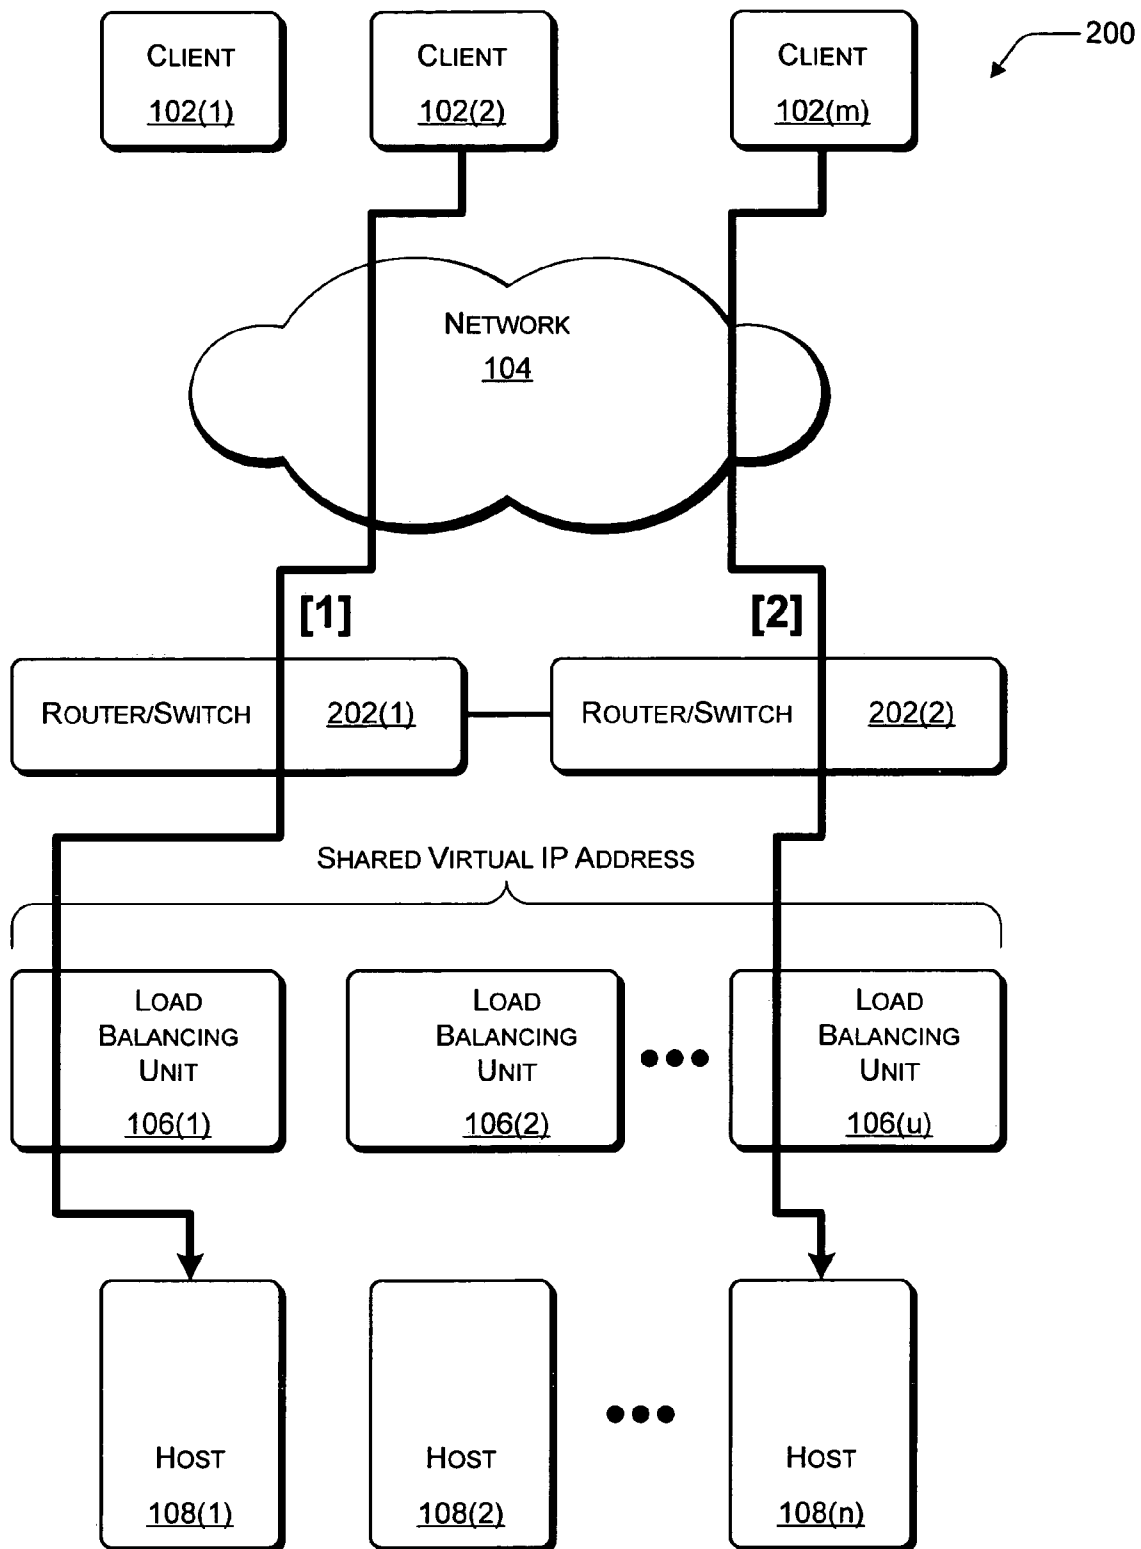 200
CLIENT CLIENT CLIENT
102(1) 102(2) 102(m)
NETWORK
104
[1] [2]
ROUTER/SWITCH 202(1) ROUTER/SWITCH 202(2)
SHARED VIRTUAL IP ADDRESS
LOAD
BALANCING
UNIT
106(1)
LOAD
BALANCING
UNIT
106(2)
LOAD
BALANCING
UNIT
106(u)
HOST HOST HOST
108(1) 108(2) 108(n)